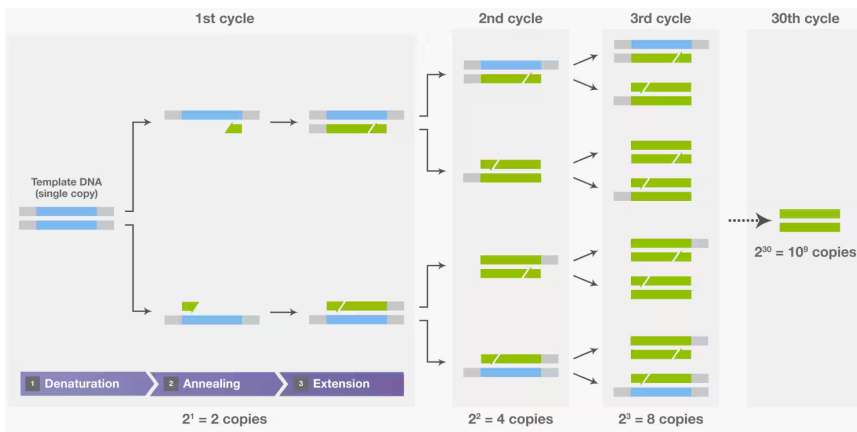 1st cycle
2nd cycle
3rd cycle
30th cycle
Template DNA
(single copy)
2³⁰ = 10⁹ copies
1 Denaturation
2 Annealing
3 Extension
2¹ = 2 copies
2² = 4 copies
2³ = 8 copies